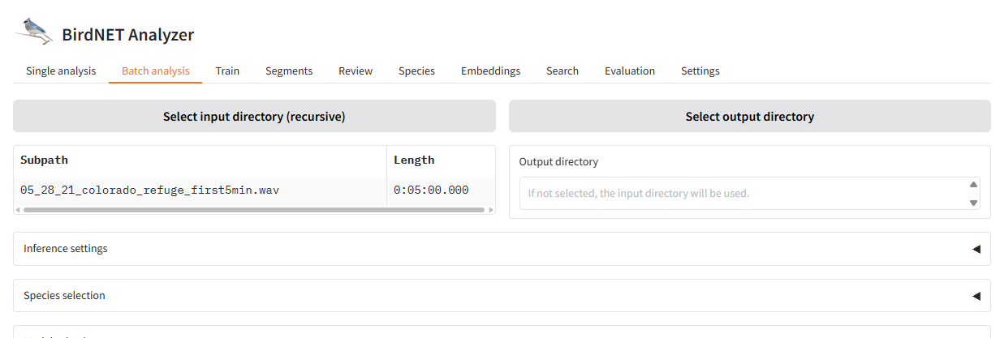 BirdNET Analyzer
Single analysis Batch analysis Train Segments Review Species Embeddings Search Evaluation Settings
Select input directory (recursive) Select output directory
Subpath Length
05_28_21_colorado_refuge_first5min.wav 0:05:00.000
Output directory
If not selected, the input directory will be used.
Inference settings
Species selection